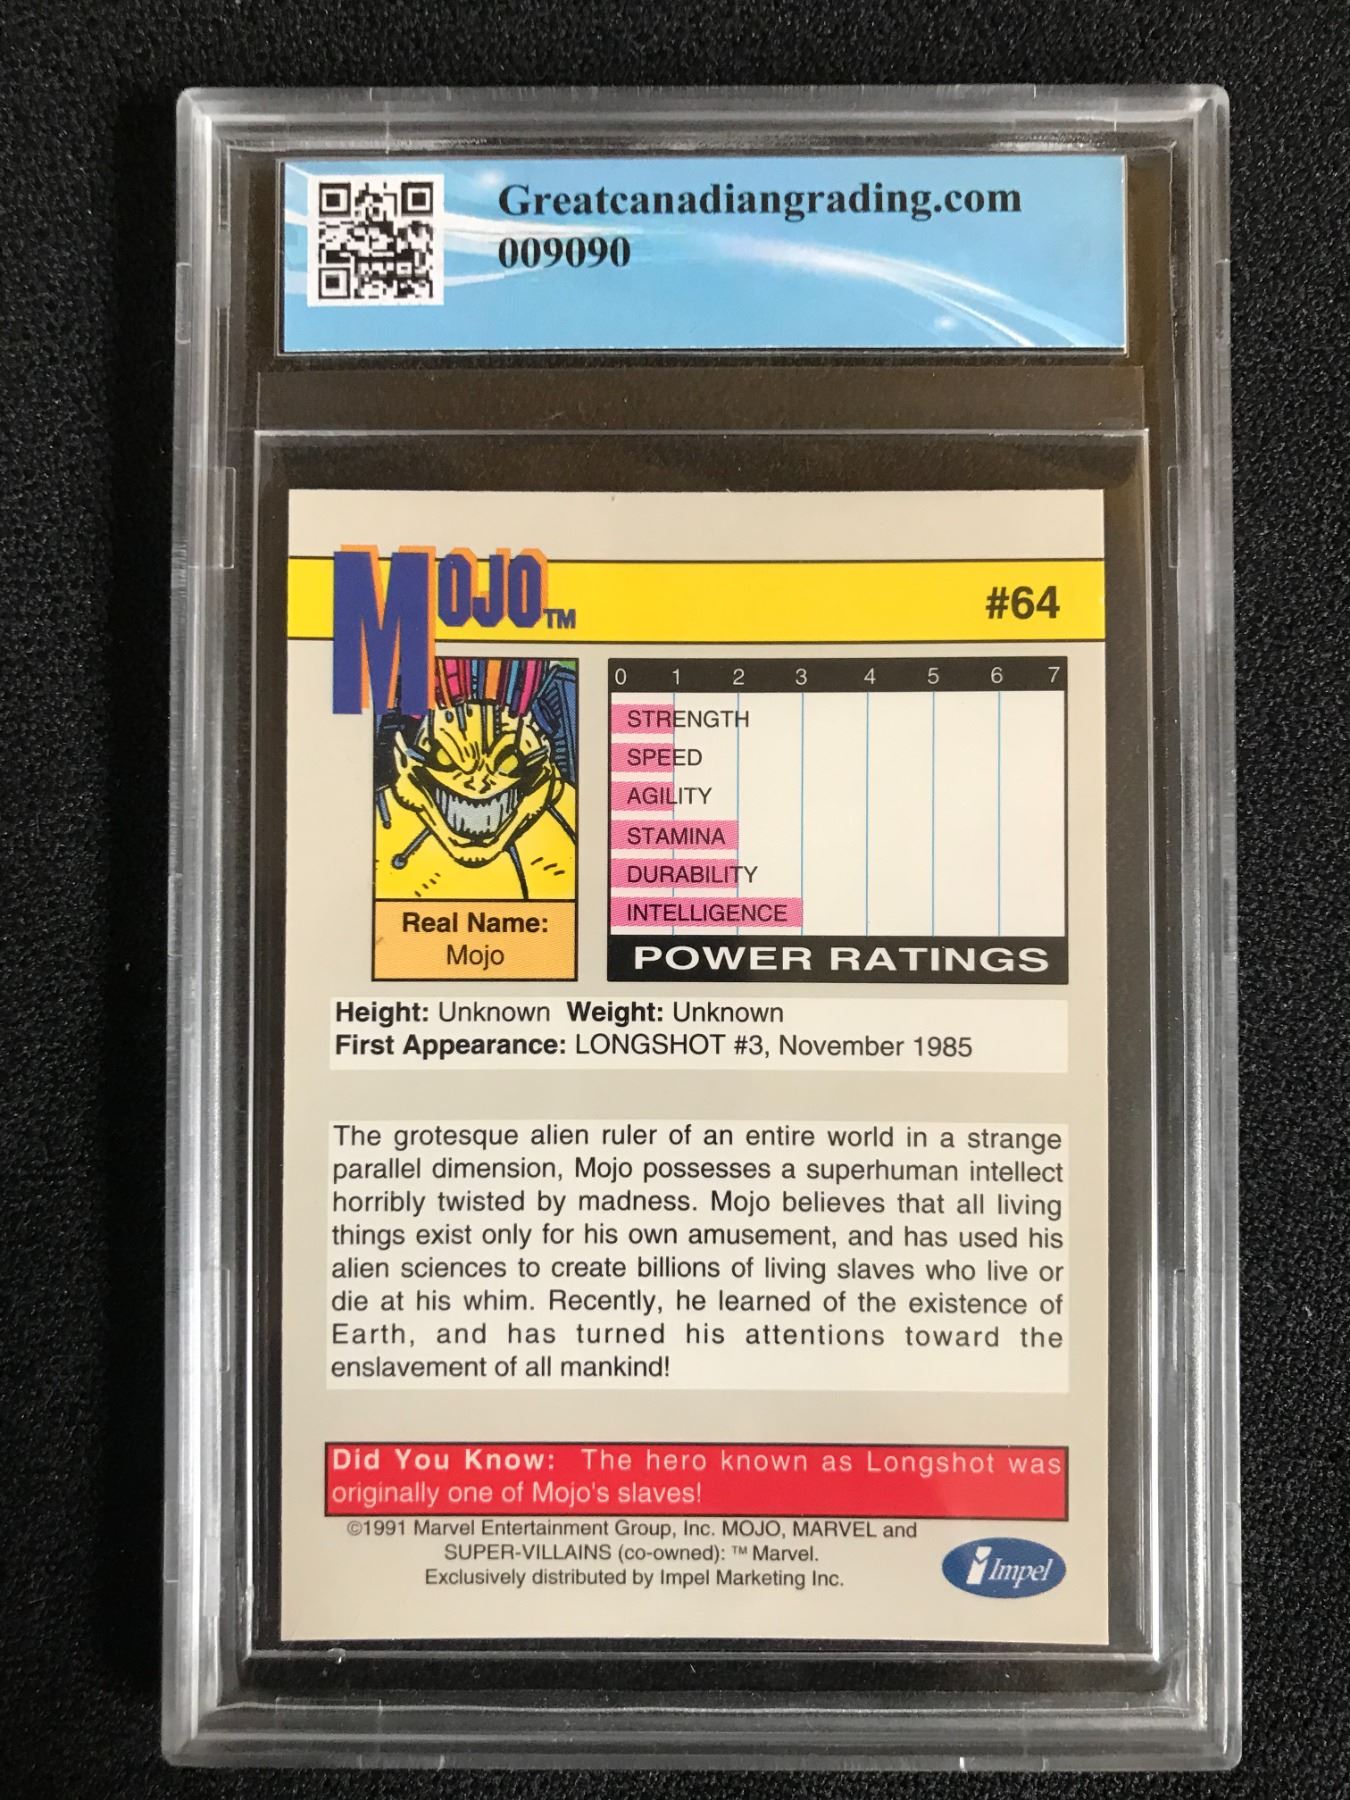 Greatcanadiangrading.com
009090
MOJO™
#64
0 1 2 3 4 5 6 7
STRENGTH
SPEED
AGILITY
STAMINA
DURABILITY
INTELLIGENCE
POWER RATINGS
Real Name:
Mojo
Height: Unknown Weight: Unknown
First Appearance: LONGSHOT #3, November 1985
The grotesque alien ruler of an entire world in a strange
parallel dimension, Mojo possesses a superhuman intellect
horribly twisted by madness. Mojo believes that all living
things exist only for his own amusement, and has used his
alien sciences to create billions of living slaves who live or
die at his whim. Recently, he learned of the existence of
Earth, and has turned his attentions toward the
enslavement of all mankind!
Did You Know: The hero known as Longshot was
originally one of Mojo's slaves!
©1991 Marvel Entertainment Group, Inc. MOJO, MARVEL and
SUPER-VILLAINS (co-owned): ™ Marvel.
Exclusively distributed by Impel Marketing Inc.
Impel